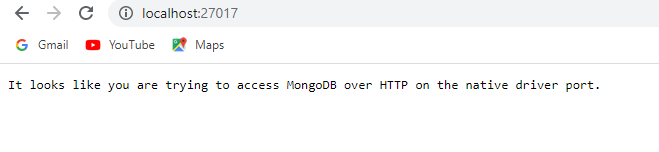 localhost:27017
Gmail YouTube Maps
It looks like you are trying to access MongoDB over HTTP on the native driver port.